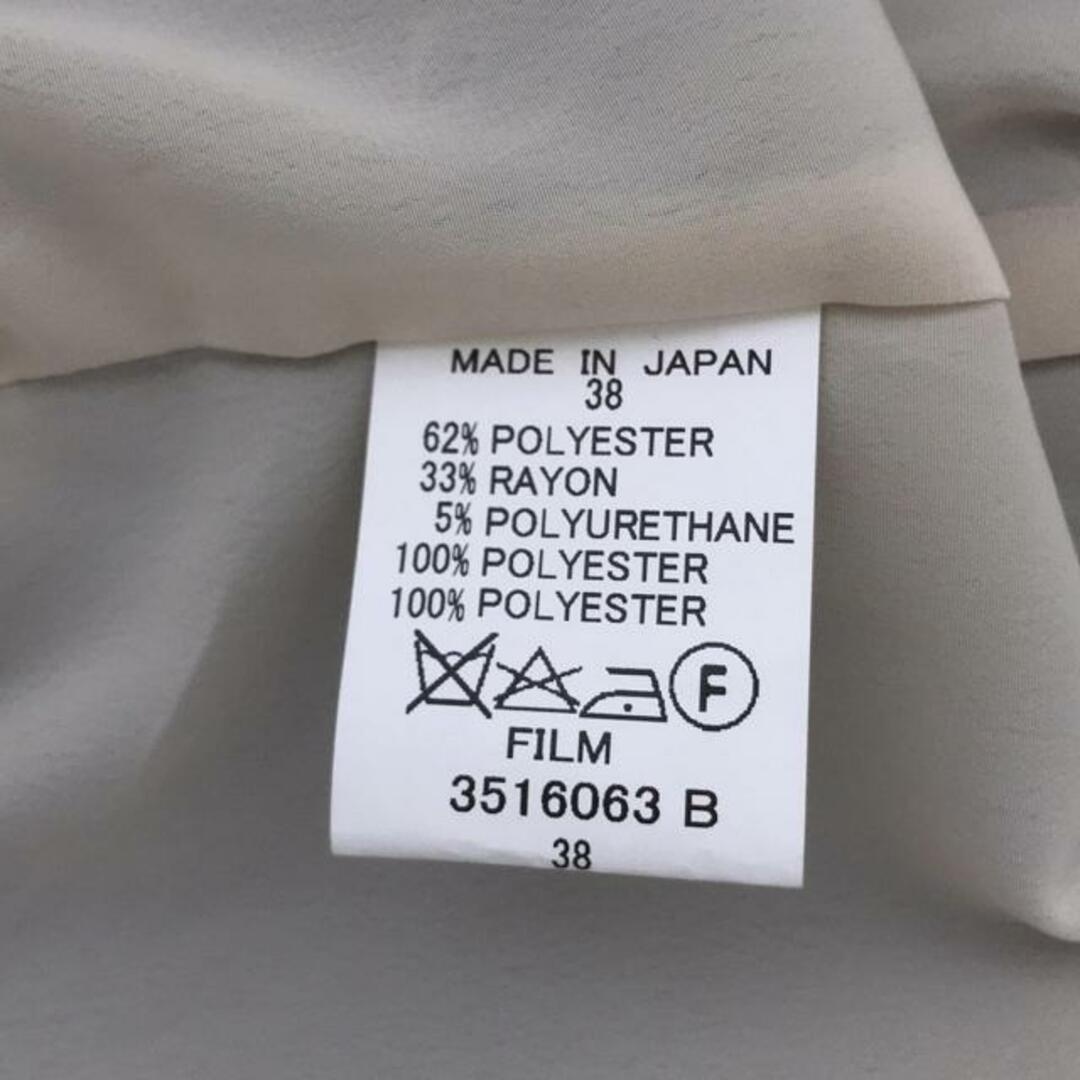 MADE IN JAPAN
38
62% POLYESTER
33% RAYON
5% POLYURETHANE
100% POLYESTER
100% POLYESTER
F
FILM
3516063 B
38